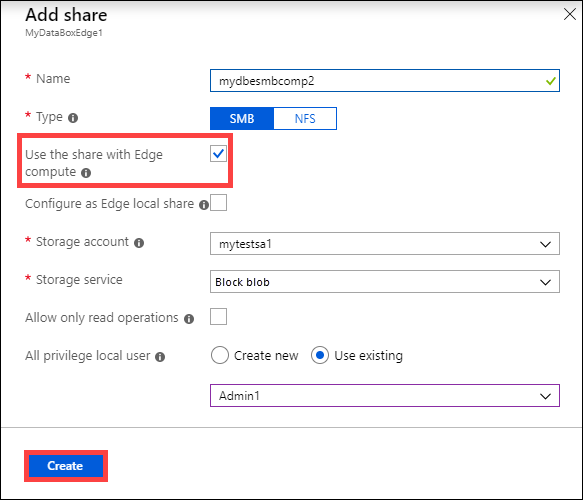 Add share
MyDataBoxEdge1
* Name
mydbesmbcomp2
* Type
SMB
NFS
Use the share with Edge
compute
Configure as Edge local share
* Storage account
mytestsa1
* Storage service
Block blob
Allow only read operations
All privilege local user
Create new
Use existing
Admin1
Create